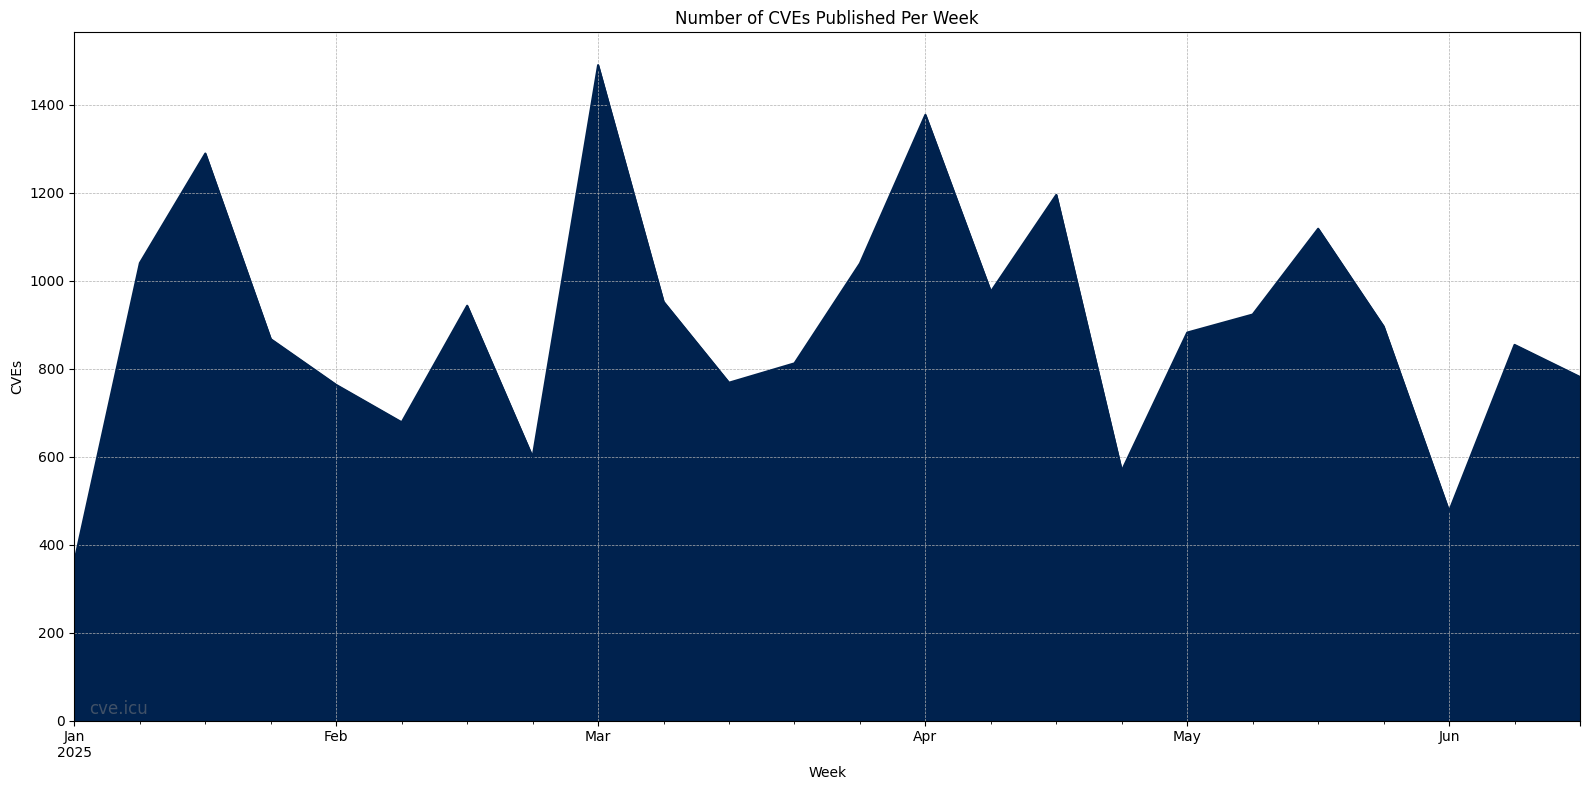 Number of CVEs Published Per Week
1400
1200
1000
800
600
400
200
0
CVEs
cve.icu
Jan Feb Mar Apr May Jun
2025
Week